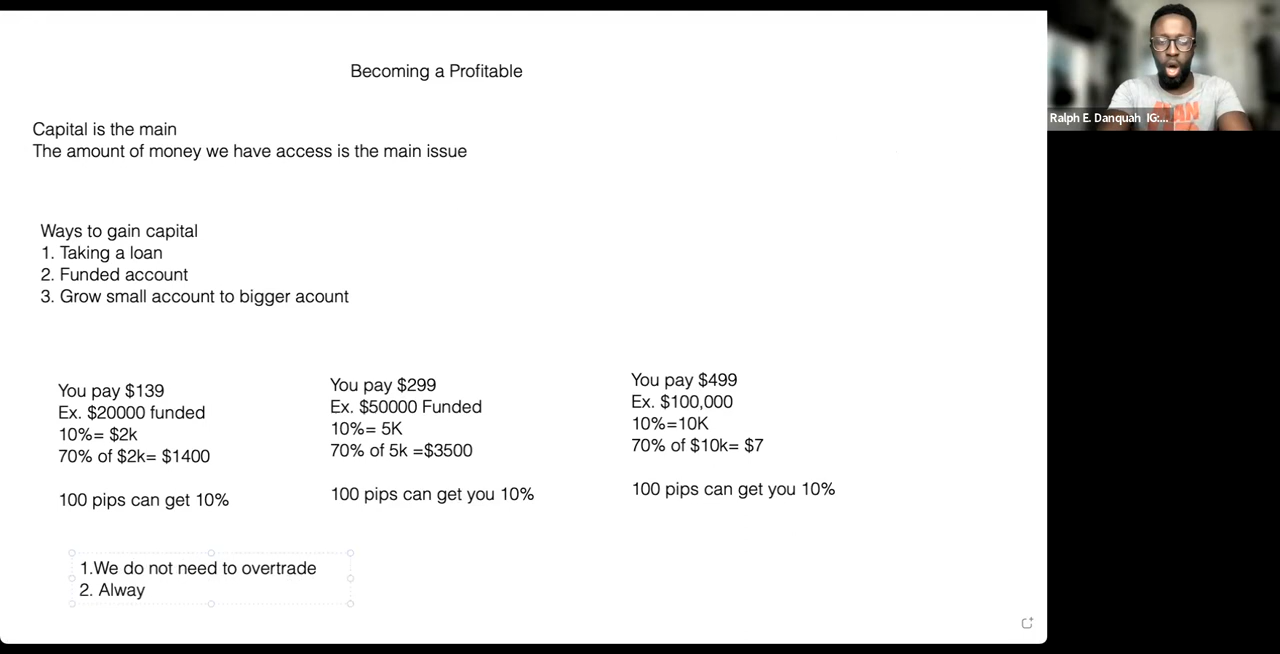 Becoming a Profitable
Capital is the main
The amount of money we have access is the main issue
Ways to gain capital
1. Taking a loan
2. Funded account
3. Grow small account to bigger acount
You pay $139
Ex. $20000 funded
10%= $2k
70% of $2k= $1400
100 pips can get 10%
You pay $299
Ex. $50000 Funded
10%= 5K
70% of 5k =$3500
100 pips can get you 10%
You pay $499
Ex. $100,000
10%=10K
70% of $10k= $7
100 pips can get you 10%
1.We do not need to overtrade
2. Alway
Ralph E. Danquah IG:...